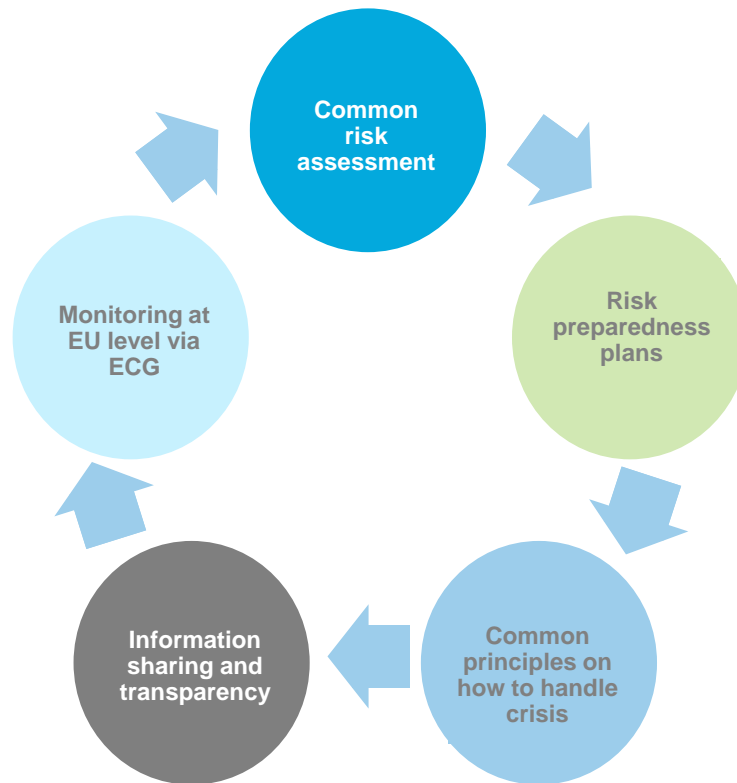 Common
risk
assessment
Risk
preparedness
plans
Common
principles on
how to handle
crisis
Information
sharing and
transparency
Monitoring at
EU level via
ECG